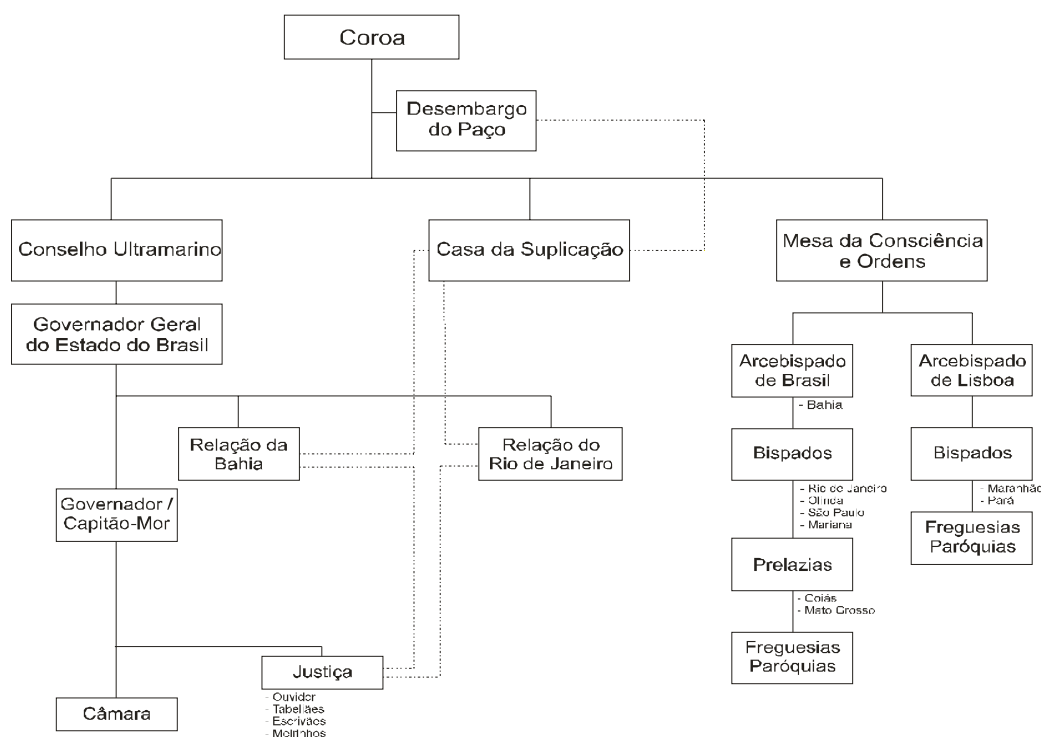 Coroa
Desembargo
do Paço
Conselho Ultramarino
Casa da Suplicação
Mesa da Consciência
e Ordens
Governador Geral
do Estado do Brasil
Arcebispado
de Brasil
- Bahia
Arcebispado
de Lisboa
Relação da
Bahia
Relação do
Rio de Janeiro
Bispados
- Rio de Janeiro
- Olinda
- São Paulo
- Mariana
Bispados
- Maranhão
- Pará
Governador /
Capitão-Mor
Freguesias
Paróquias
Prelazias
- Goiás
- Mato Grosso
Freguesias
Paróquias
Justiça
- Ouvidor
- Tabeliães
- Escrivães
- Meirinhos
Câmara